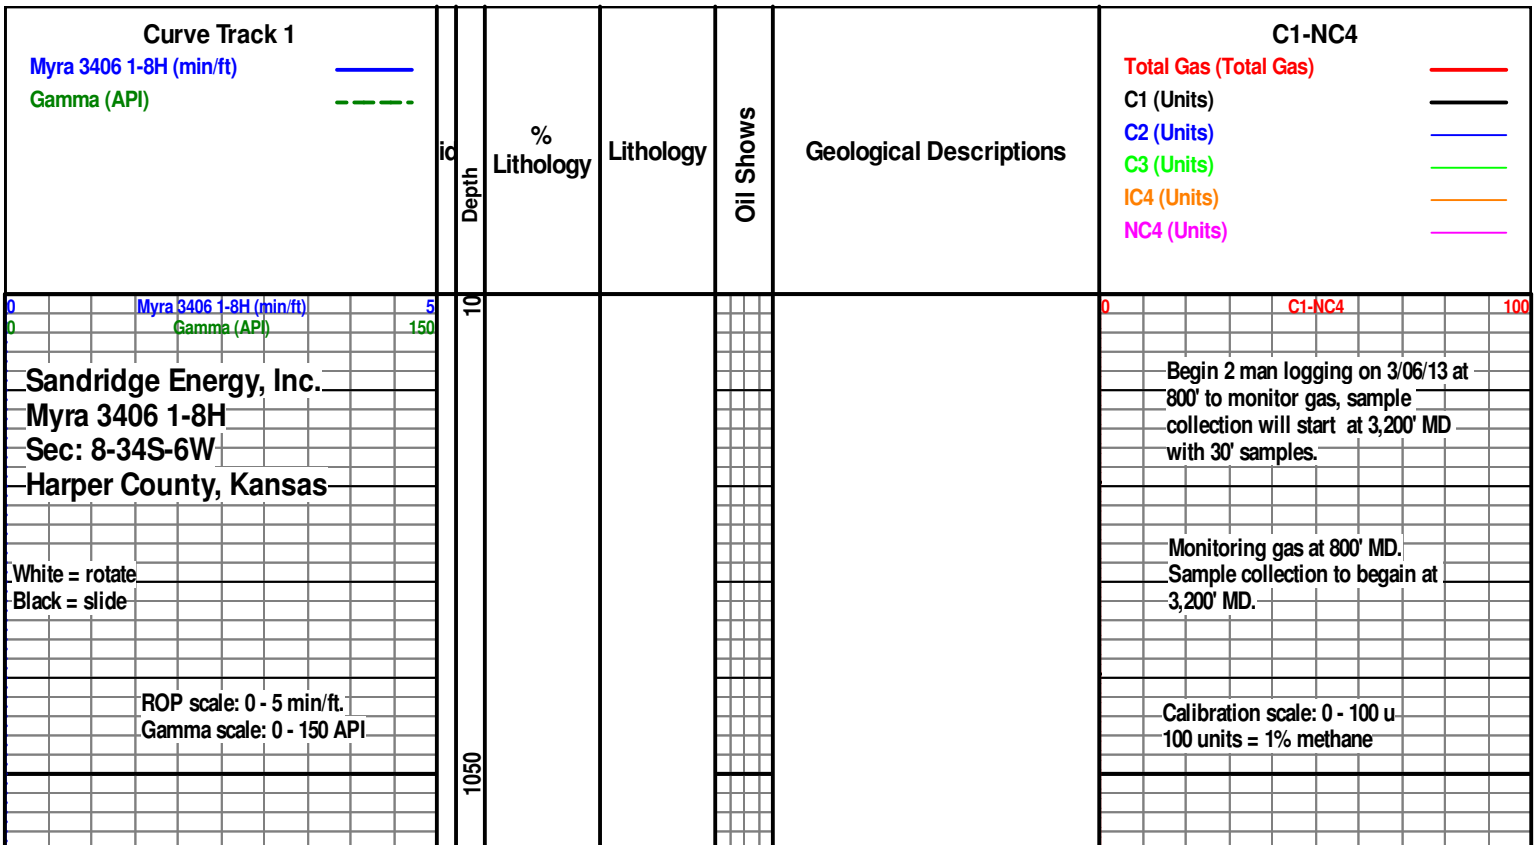 Curve Track 1
Myra 3406 1-8H (min/ft)
Gamma (API)
id
Depth
%
Lithology
Lithology
Oil Shows
Geological Descriptions
C1-NC4
Total Gas (Total Gas)
C1 (Units)
C2 (Units)
C3 (Units)
IC4 (Units)
NC4 (Units)
0 Myra 3406 1-8H (min/ft) 5
0 Gamma (API) 150
10
0 C1-NC4 100
Sandridge Energy, Inc.
Myra 3406 1-8H
Sec: 8-34S-6W
Harper County, Kansas
White = rotate
Black = slide
ROP scale: 0 - 5 min/ft.
Gamma scale: 0 - 150 API
1050
Begin 2 man logging on 3/06/13 at
800' to monitor gas, sample
collection will start at 3,200' MD
with 30' samples.
Monitoring gas at 800' MD.
Sample collection to begain at
3,200' MD.
Calibration scale: 0 - 100 u
100 units = 1% methane